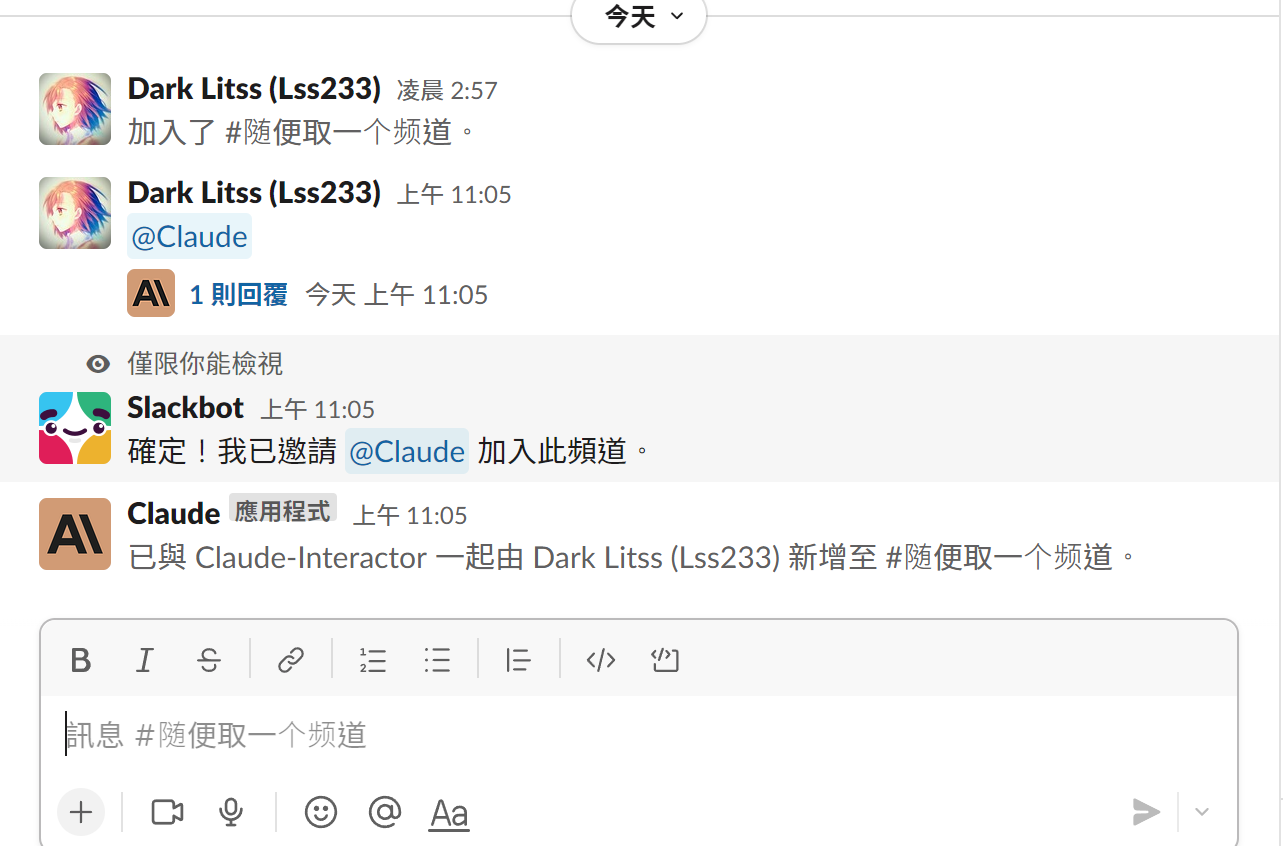 今天
Dark Litss (Lss233) 凌晨 2:57
加入了 #随便取一个频道。
Dark Litss (Lss233) 上午 11:05
@Claude
1 則回覆 今天 上午 11:05
僅限你能檢視
Slackbot 上午 11:05
確定！我已邀請 @Claude 加入此頻道。
Claude 應用程式 上午 11:05
已與 Claude-Interactor 一起由 Dark Litss (Lss233) 新增至 #随便取一个频道。
B I S
訊息 #随便取一个频道
Aa